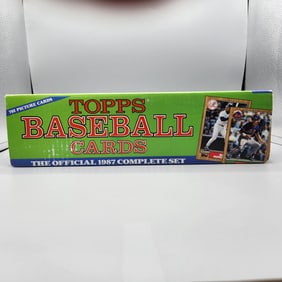 792 PICTURE CARDS
TOPPS
BASEBALL
CARDS
THE OFFICIAL 1987 COMPLETE SET